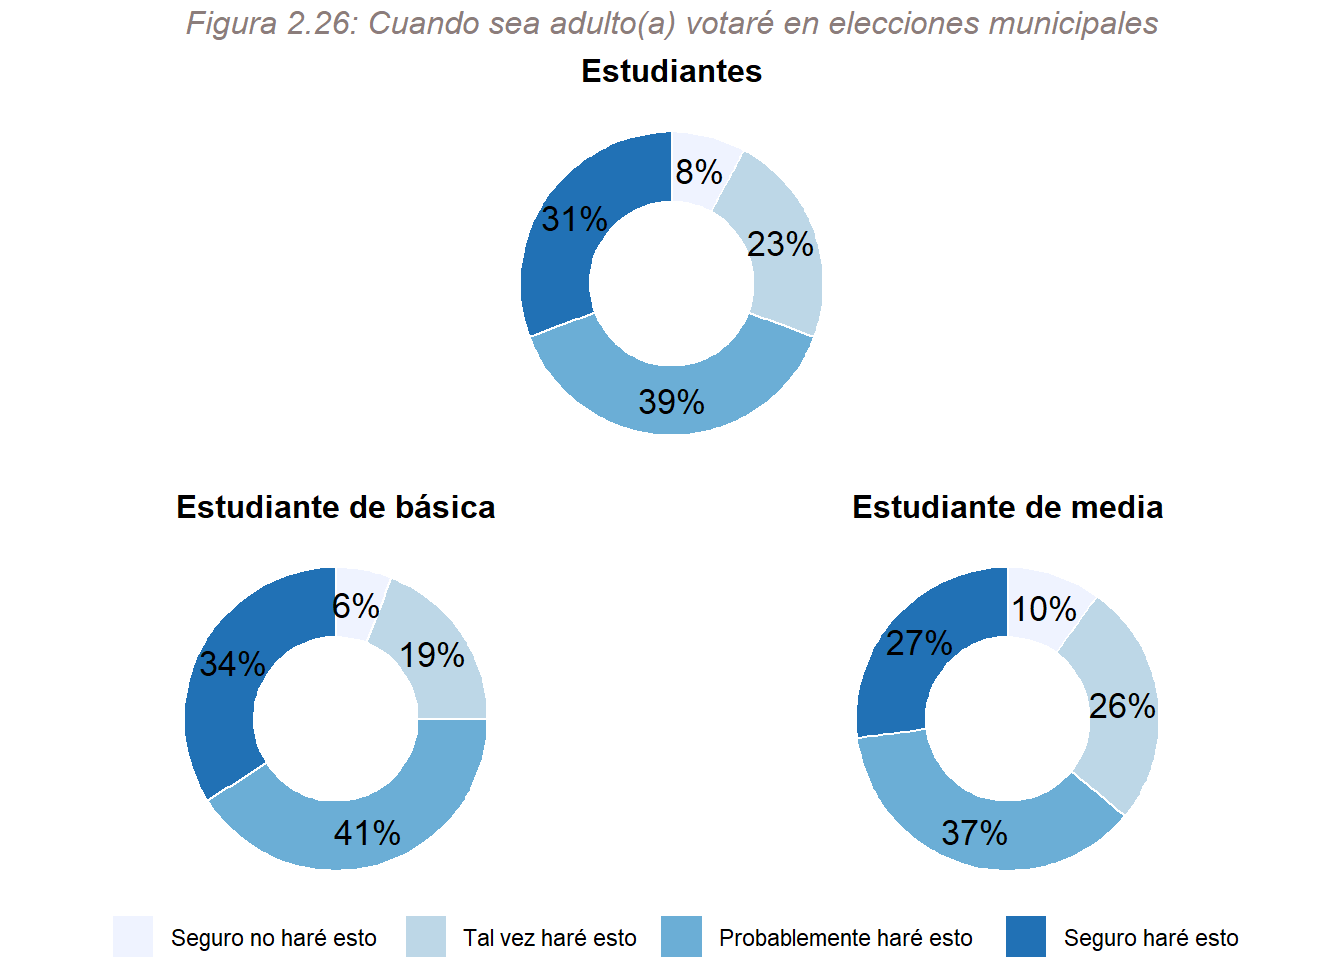 Figura 2.26: Cuando sea adulto(a) votaré en elecciones municipales
Estudiantes
8%
31%
23%
39%
Estudiante de básica
6%
19%
34%
41%
Estudiante de media
10%
27%
26%
37%
Seguro no haré esto
Tal vez haré esto
Probablemente haré esto
Seguro haré esto